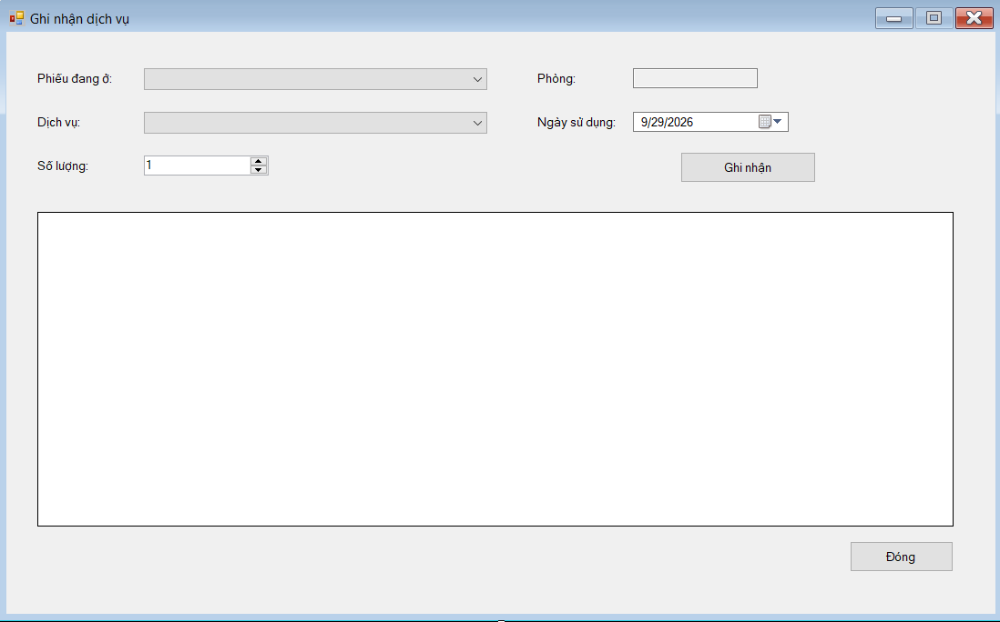 Ghi nhận dịch vụ
Phiếu đang ở:
Phòng:
Dịch vụ:
Ngày sử dụng: 9/29/2026
Số lượng: 1
Ghi nhận
Đóng